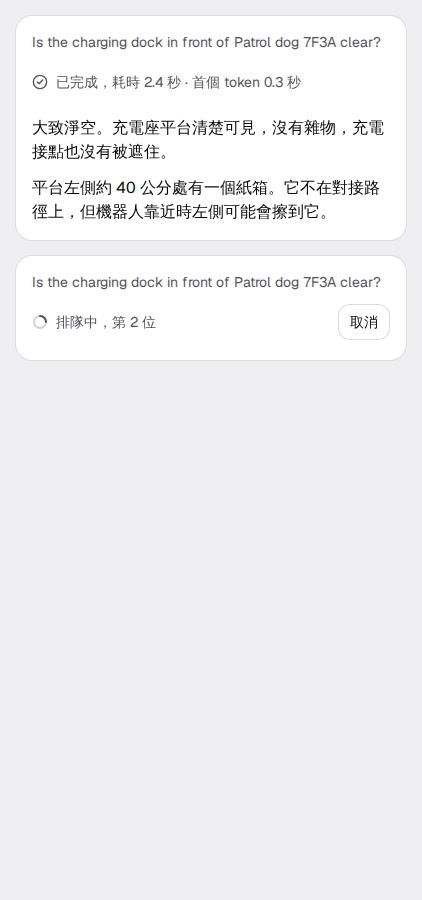 Is the charging dock in front of Patrol dog 7F3A clear?
已完成，耗時 2.4 秒 · 首個 token 0.3 秒
大致淨空。充電座平台清楚可見，沒有雜物，充電
接點也沒有被遮住。
平台左側約 40 公分處有一個紙箱。它不在對接路
徑上，但機器人靠近時左側可能會擦到它。
Is the charging dock in front of Patrol dog 7F3A clear?
排隊中，第 2 位
取消